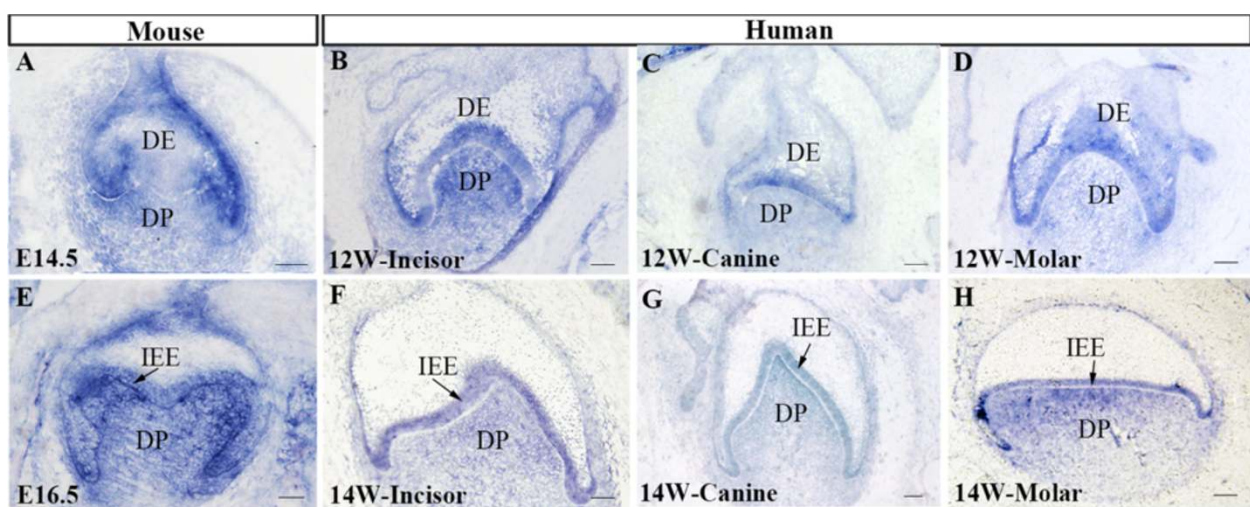 Mouse
Human
A
DE
DP
E14.5
B
DE
DP
12W-Incisor
C
DE
DP
12W-Canine
D
DE
DP
12W-Molar
E
IEE
DP
E16.5
F
IEE
DP
14W-Incisor
G
IEE
DP
14W-Canine
H
IEE
DP
14W-Molar